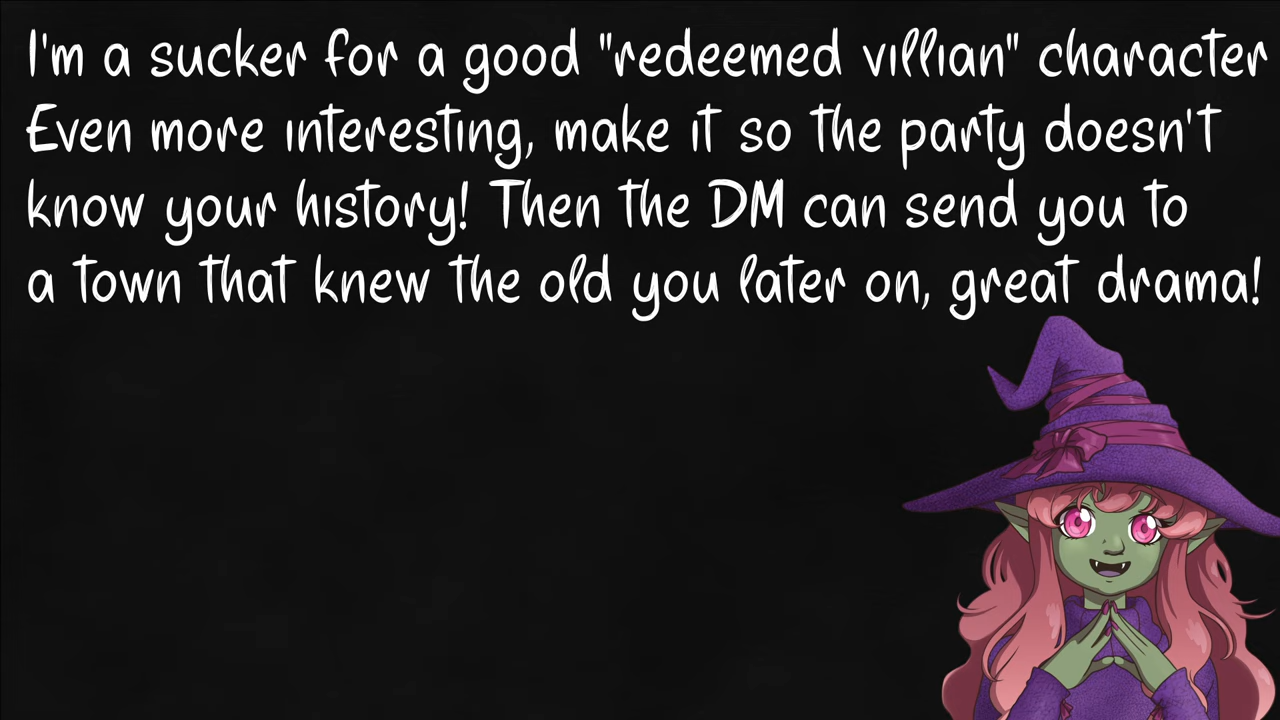 I'm a sucker for a good "redeemed villian" character
Even more interesting, make it so the party doesn't
know your history! Then the DM can send you to
a town that knew the old you later on, great drama!